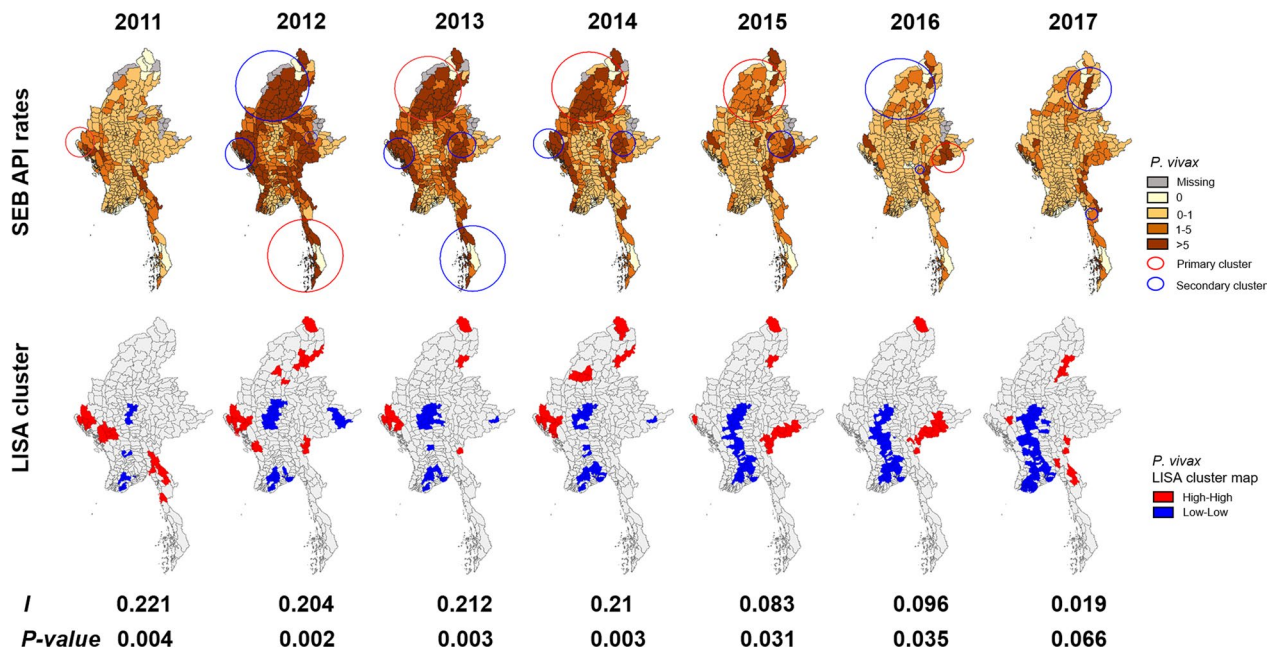 2011 2012 2013 2014 2015 2016 2017
SEB API rates
P. vivax
Missing
0
0-1
1-5
>5
Primary cluster
Secondary cluster
LISA cluster
P. vivax
LISA cluster map
High-High
Low-Low
I 0.221 0.204 0.212 0.21 0.083 0.096 0.019
P-value 0.004 0.002 0.003 0.003 0.031 0.035 0.066